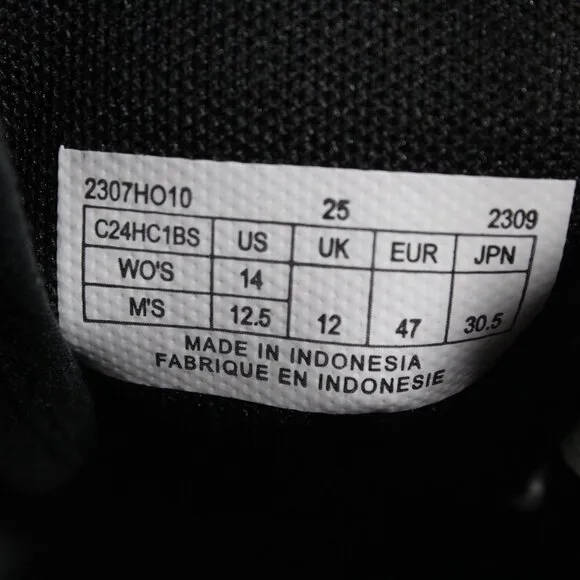 2307HO10 25 2309
C24HC1BS US UK EUR JPN
WO'S 14
M'S 12.5 12 47 30.5
MADE IN INDONESIA
FABRIQUE EN INDONESIE